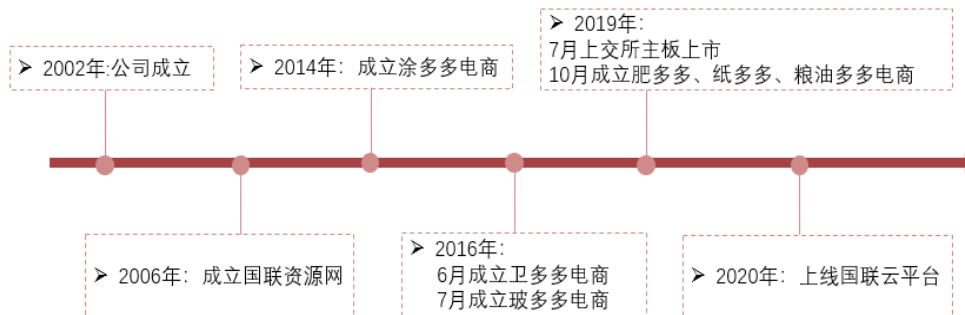 ➢ 2002年:公司成立
➢ 2014年：成立涂多多电商
➢ 2019年：
7月上交所主板上市
10月成立肥多多、纸多多、粮油多多电商
➢ 2006年：成立国联资源网
➢ 2016年：
6月成立卫多多电商
7月成立玻多多电商
➢ 2020年：上线国联云平台